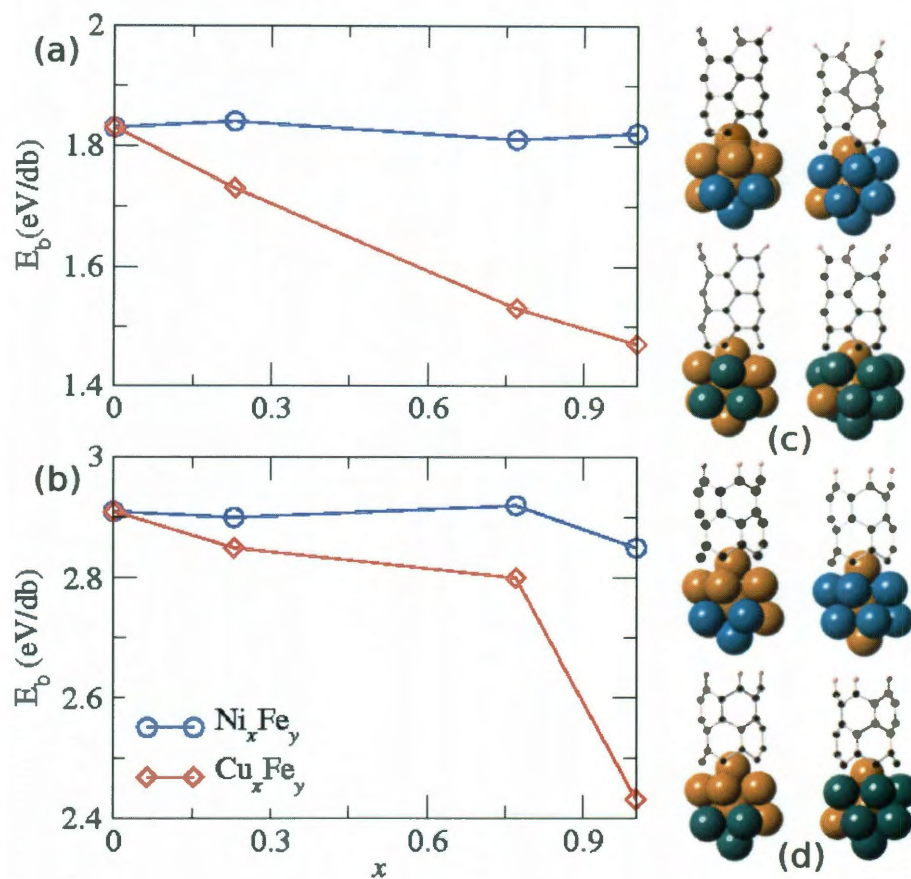 (a)
2
1.8
1.6
1.4
E_b (eV/db)
0 0.3 0.6 0.9
(c)
(b)
3
2.8
2.6
2.4
E_b (eV/db)
Ni_xFe_y
Cu_xFe_y
0 0.3 0.6 0.9
x
(d)